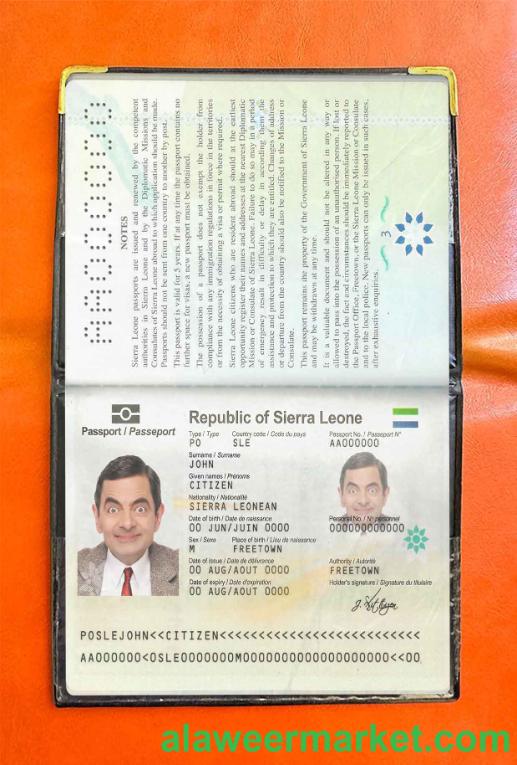 NOTES
Sierra Leone passports are issued and renewed by the competent
authorities in Sierra Leone and by the Diplomatic Missions and
Consulates of Sierra Leone abroad to which application should be made.
Passports should not be sent from one country to another by post.
This passport is valid for 5 years. If at any time the passport contains no
further space for visas, a new passport must be obtained.
The possession of a passport does not exempt the holder from
compliance with any immigration regulations in force in the territories
or from the necessity of obtaining a visa or permit where required.
Sierra Leone citizens who are resident abroad should at the earliest
opportunity register their names and addresses at the nearest Diplomatic
Mission or Consulate of Sierra Leone. Failure to do so may in a period
of emergency result in difficulty or delay in according them the
assistance and protection to which they are entitled. Changes of address
or departure from the country should also be notified to the Mission or
Consulate.
This passport remains the property of the Government of Sierra Leone
and may be withdrawn at any time.
It is a valuable document and should not be altered in any way or
allowed to pass into the possession of an unauthorised person. If lost or
destroyed, the fact and circumstances should be immediately reported to
the Passport Office, Freetown, or the Sierra Leone Mission or Consulate
and to the local police. New passports can only be issued in such cases,
after exhaustive enquiries.
3
Passport / Passeport
Republic of Sierra Leone
Type / Type Country code / Code du pays Passport No. / Passeport N°
PO SLE AA000000
Surname / Surname
JOHN
Given names / Prénoms
CITIZEN
Nationality / Nationalité
SIERRA LEONEAN
Date of birth / Date de naissance Personal No. / N° personnel
00 JUN/JUIN 0000 00000000000
Sex / Sexe Place of birth / Lieu de naissance
M FREETOWN
Date of issue / Date de délivrance Authority / Autorité
00 AUG/AOUT 0000 FREETOWN
Date of expiry / Date d'expiration Holder's signature / Signature du titulaire
00 AUG/AOUT 0000
POSLEJOHN<<CITIZEN<<<<<<<<<<<<<<<<<<<<<<<<<<<<
AA000000<OSLE0000000M0000000000000000000<<00
alaweermarket.com